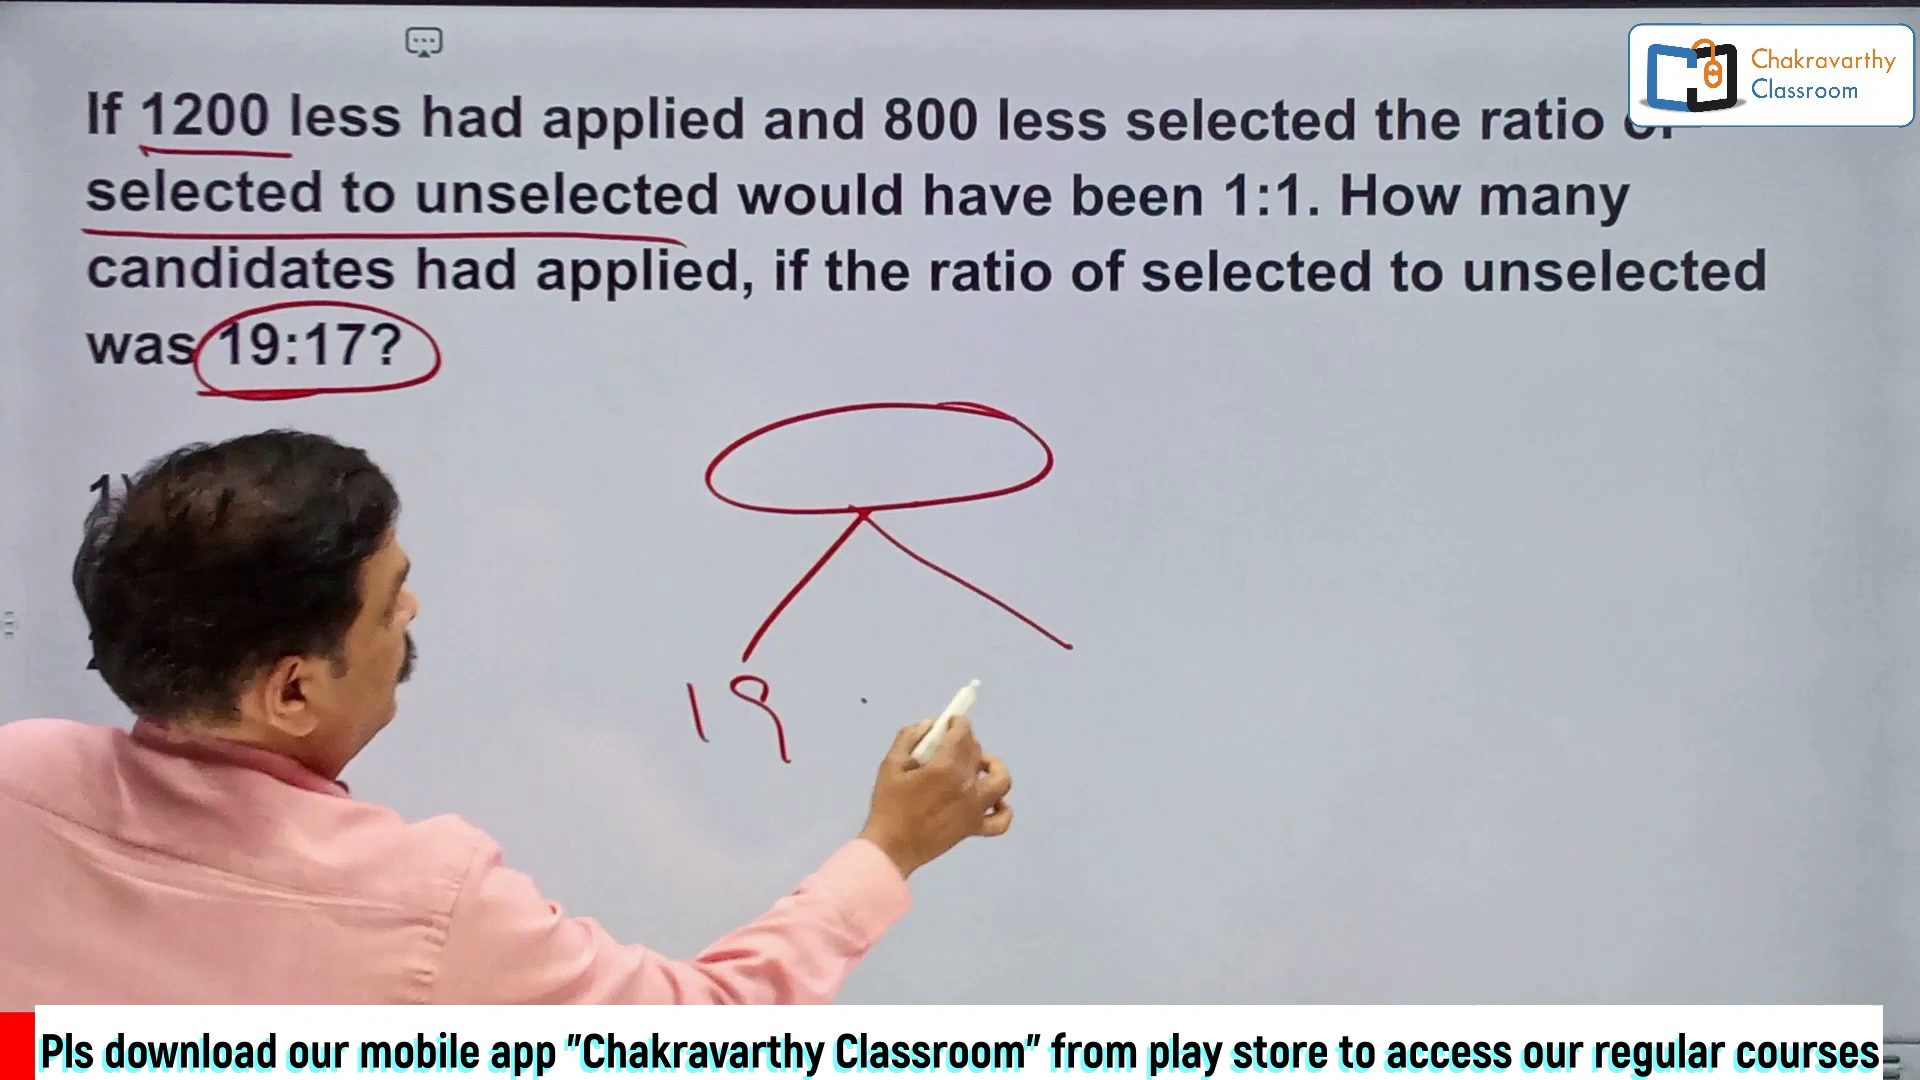 Chakravarthy
Classroom
If 1200 less had applied and 800 less selected the ratio
selected to unselected would have been 1:1. How many
candidates had applied, if the ratio of selected to unselected
was 19:17?
19
Pls download our mobile app "Chakravarthy Classroom" from play store to access our regular courses